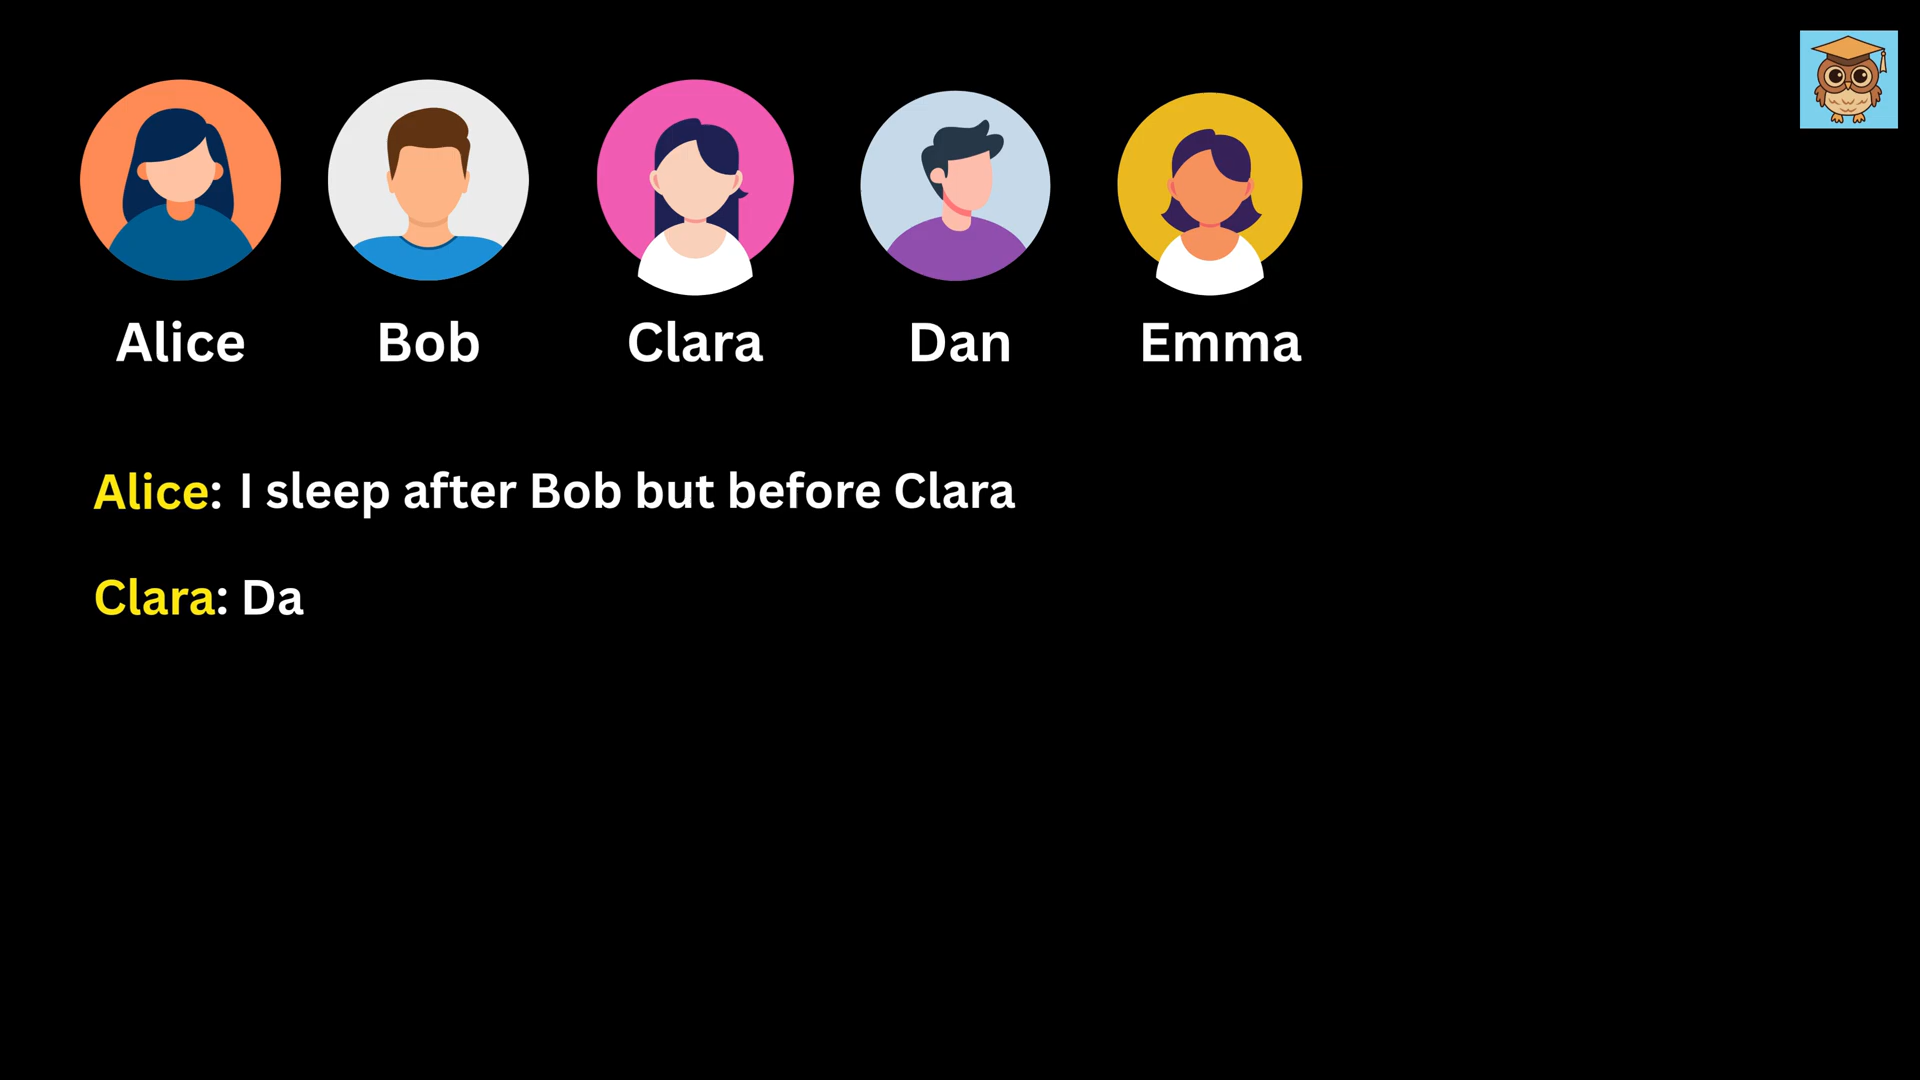 Alice Bob Clara Dan Emma
Alice: I sleep after Bob but before Clara
Clara: Da